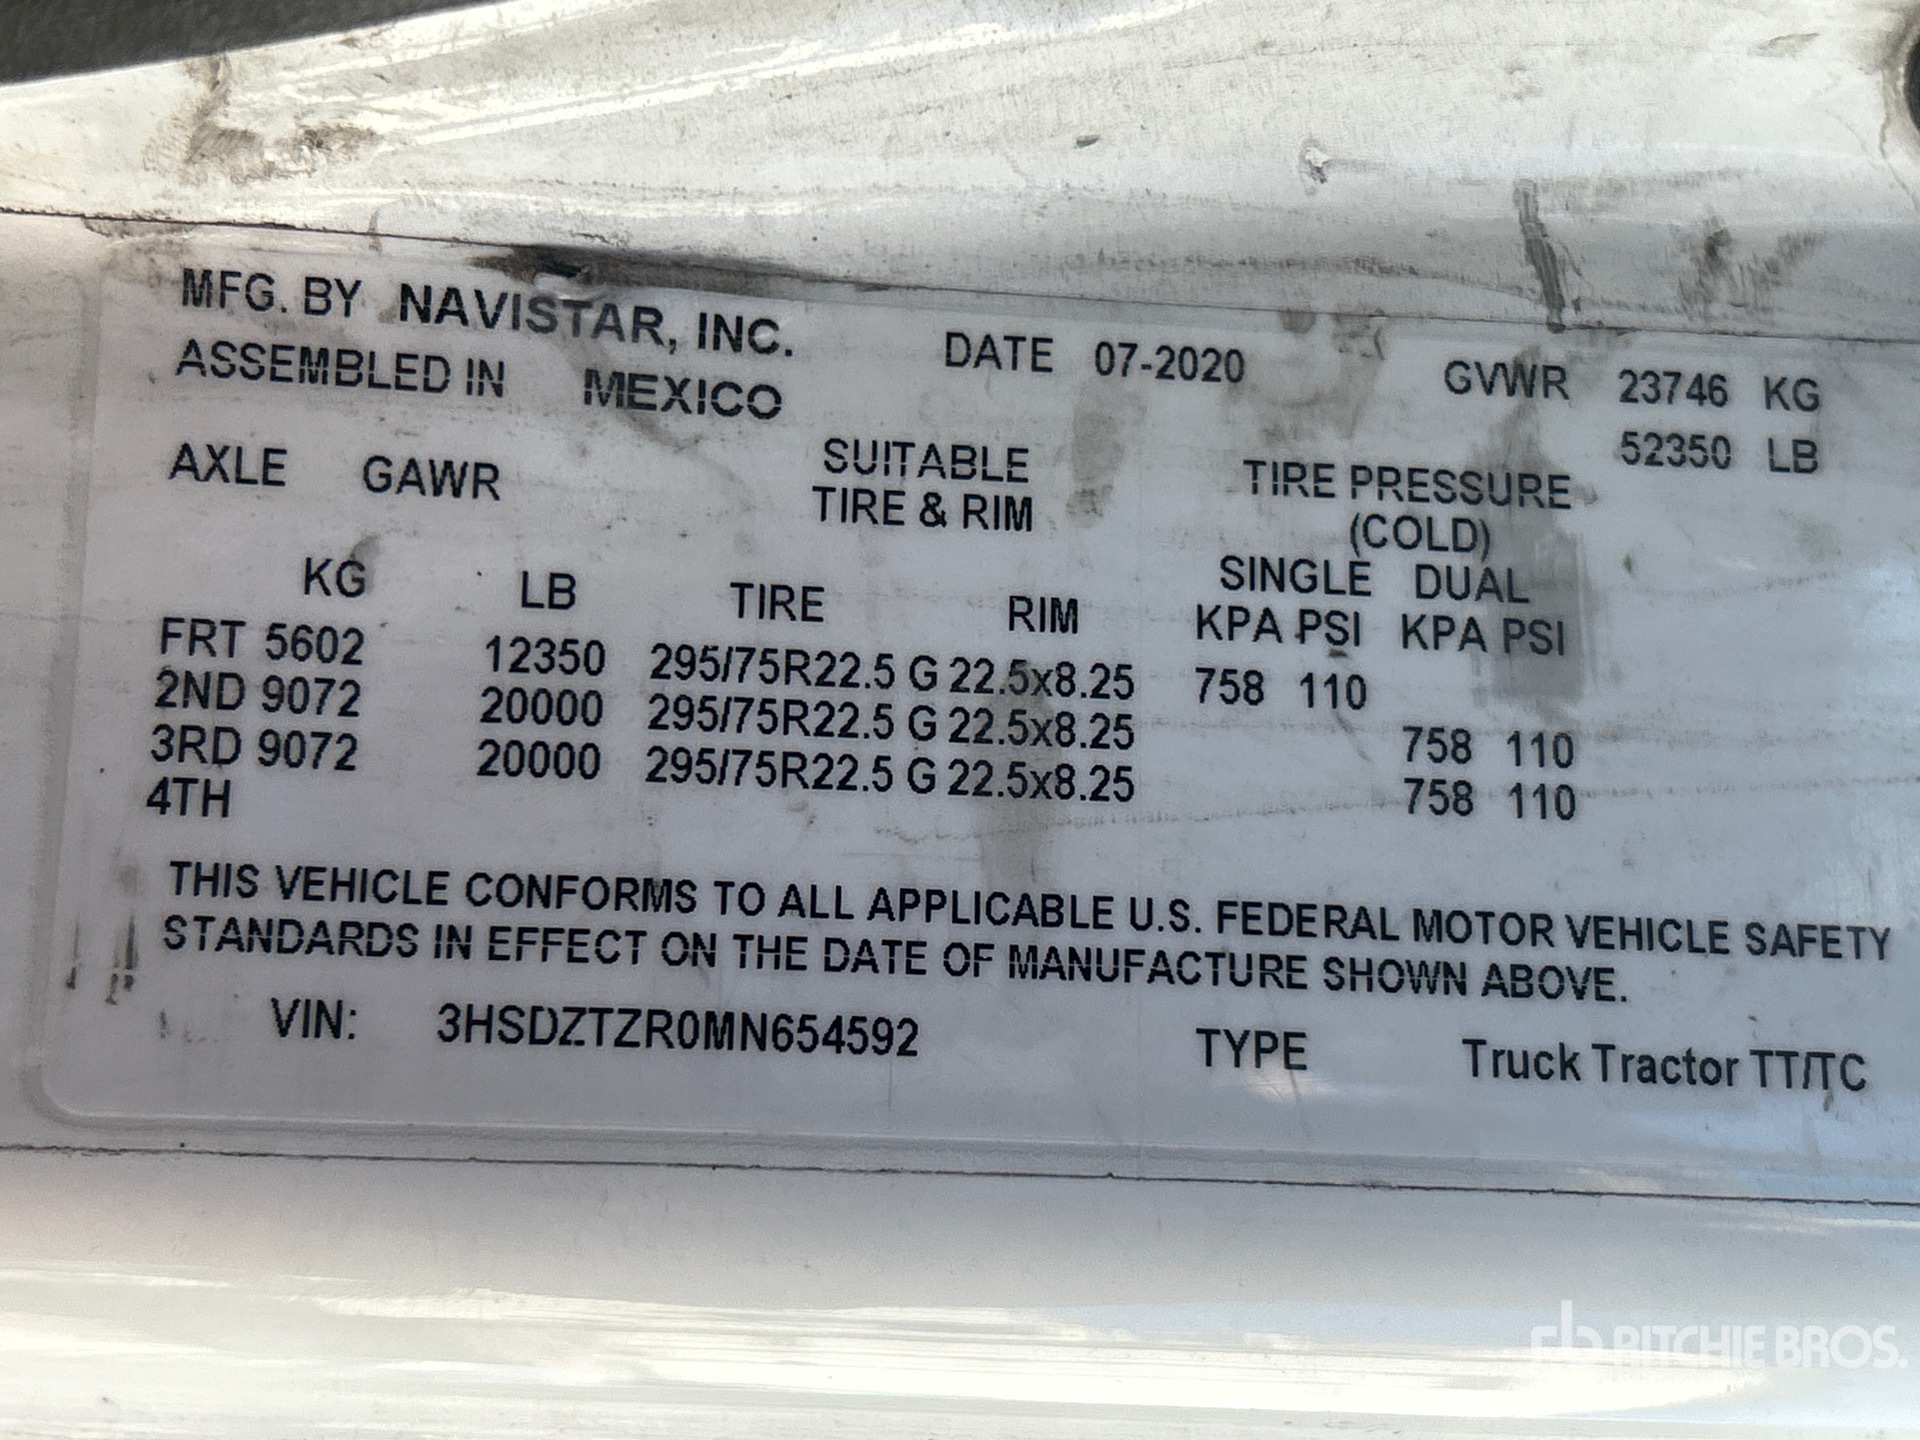 MFG. BY NAVISTAR, INC. DATE 07-2020 GVWR 23746 KG
ASSEMBLED IN MEXICO 52350 LB
AXLE GAWR SUITABLE TIRE PRESSURE
TIRE & RIM (COLD)
SINGLE DUAL
KG LB TIRE RIM KPA PSI KPA PSI
FRT 5602 12350 295/75R22.5 G 22.5x8.25 758 110
2ND 9072 20000 295/75R22.5 G 22.5x8.25 758 110
3RD 9072 20000 295/75R22.5 G 22.5x8.25 758 110
4TH
THIS VEHICLE CONFORMS TO ALL APPLICABLE U.S. FEDERAL MOTOR VEHICLE SAFETY
STANDARDS IN EFFECT ON THE DATE OF MANUFACTURE SHOWN ABOVE.
VIN: 3HSDZTZR0MN654592 TYPE Truck Tractor TT/TC
rb RITCHIE BROS.